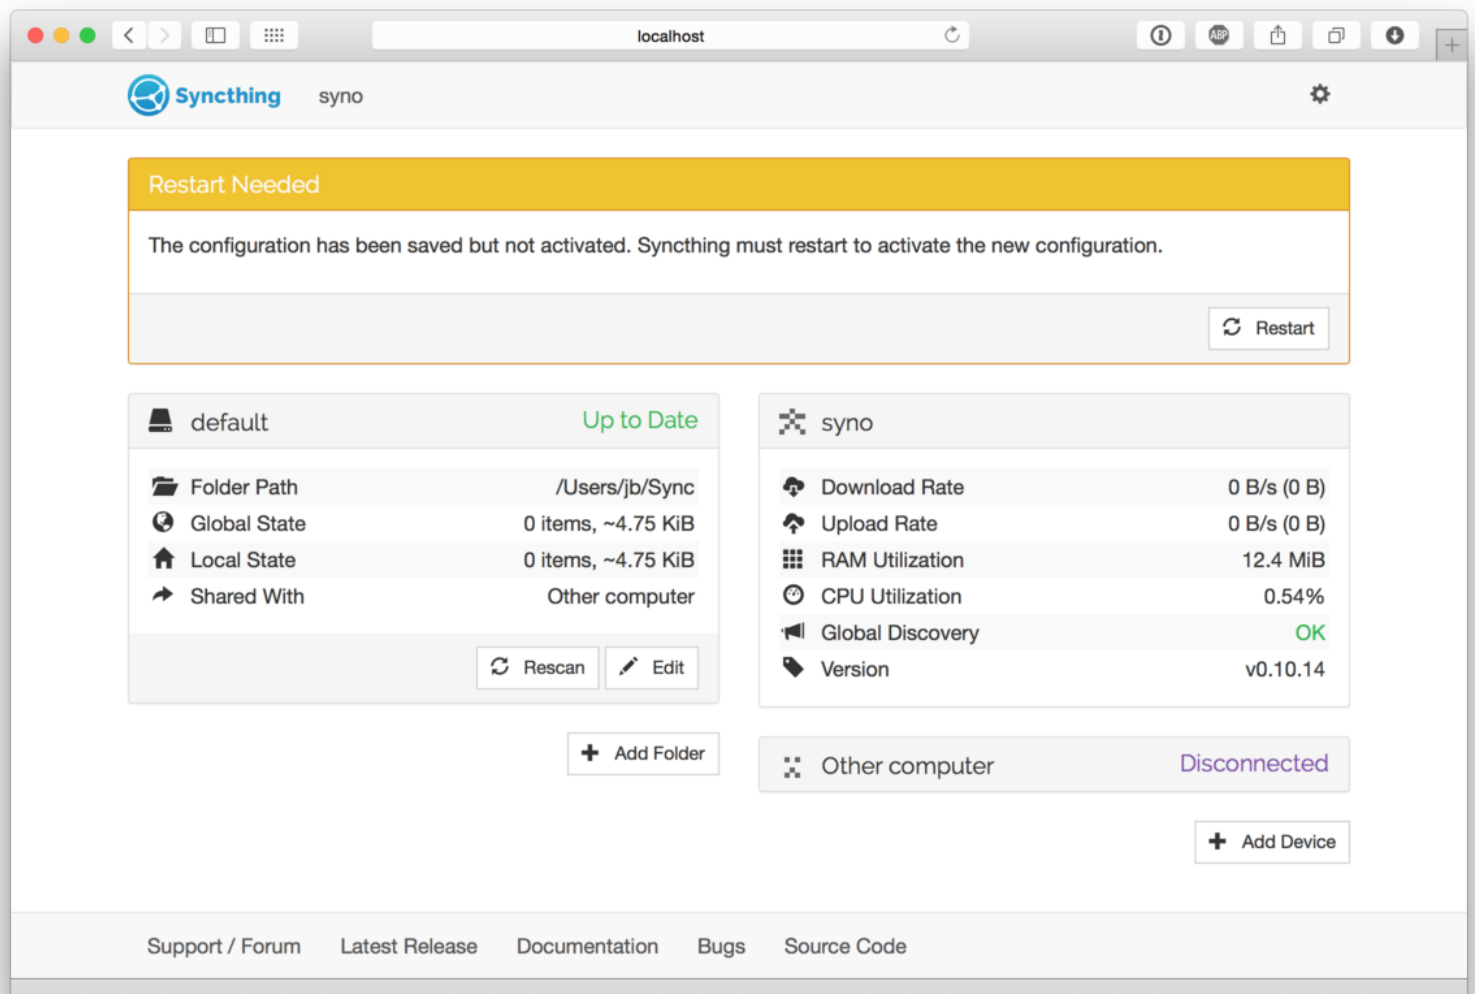 localhost
ABP
Syncthing syno
Restart Needed
The configuration has been saved but not activated. Syncthing must restart to activate the new configuration.
Restart
default Up to Date
Folder Path /Users/jb/Sync
Global State 0 items, ~4.75 KiB
Local State 0 items, ~4.75 KiB
Shared With Other computer
Rescan Edit
Add Folder
syno
Download Rate 0 B/s (0 B)
Upload Rate 0 B/s (0 B)
RAM Utilization 12.4 MiB
CPU Utilization 0.54%
Global Discovery OK
Version v0.10.14
Other computer Disconnected
Add Device
Support / Forum Latest Release Documentation Bugs Source Code